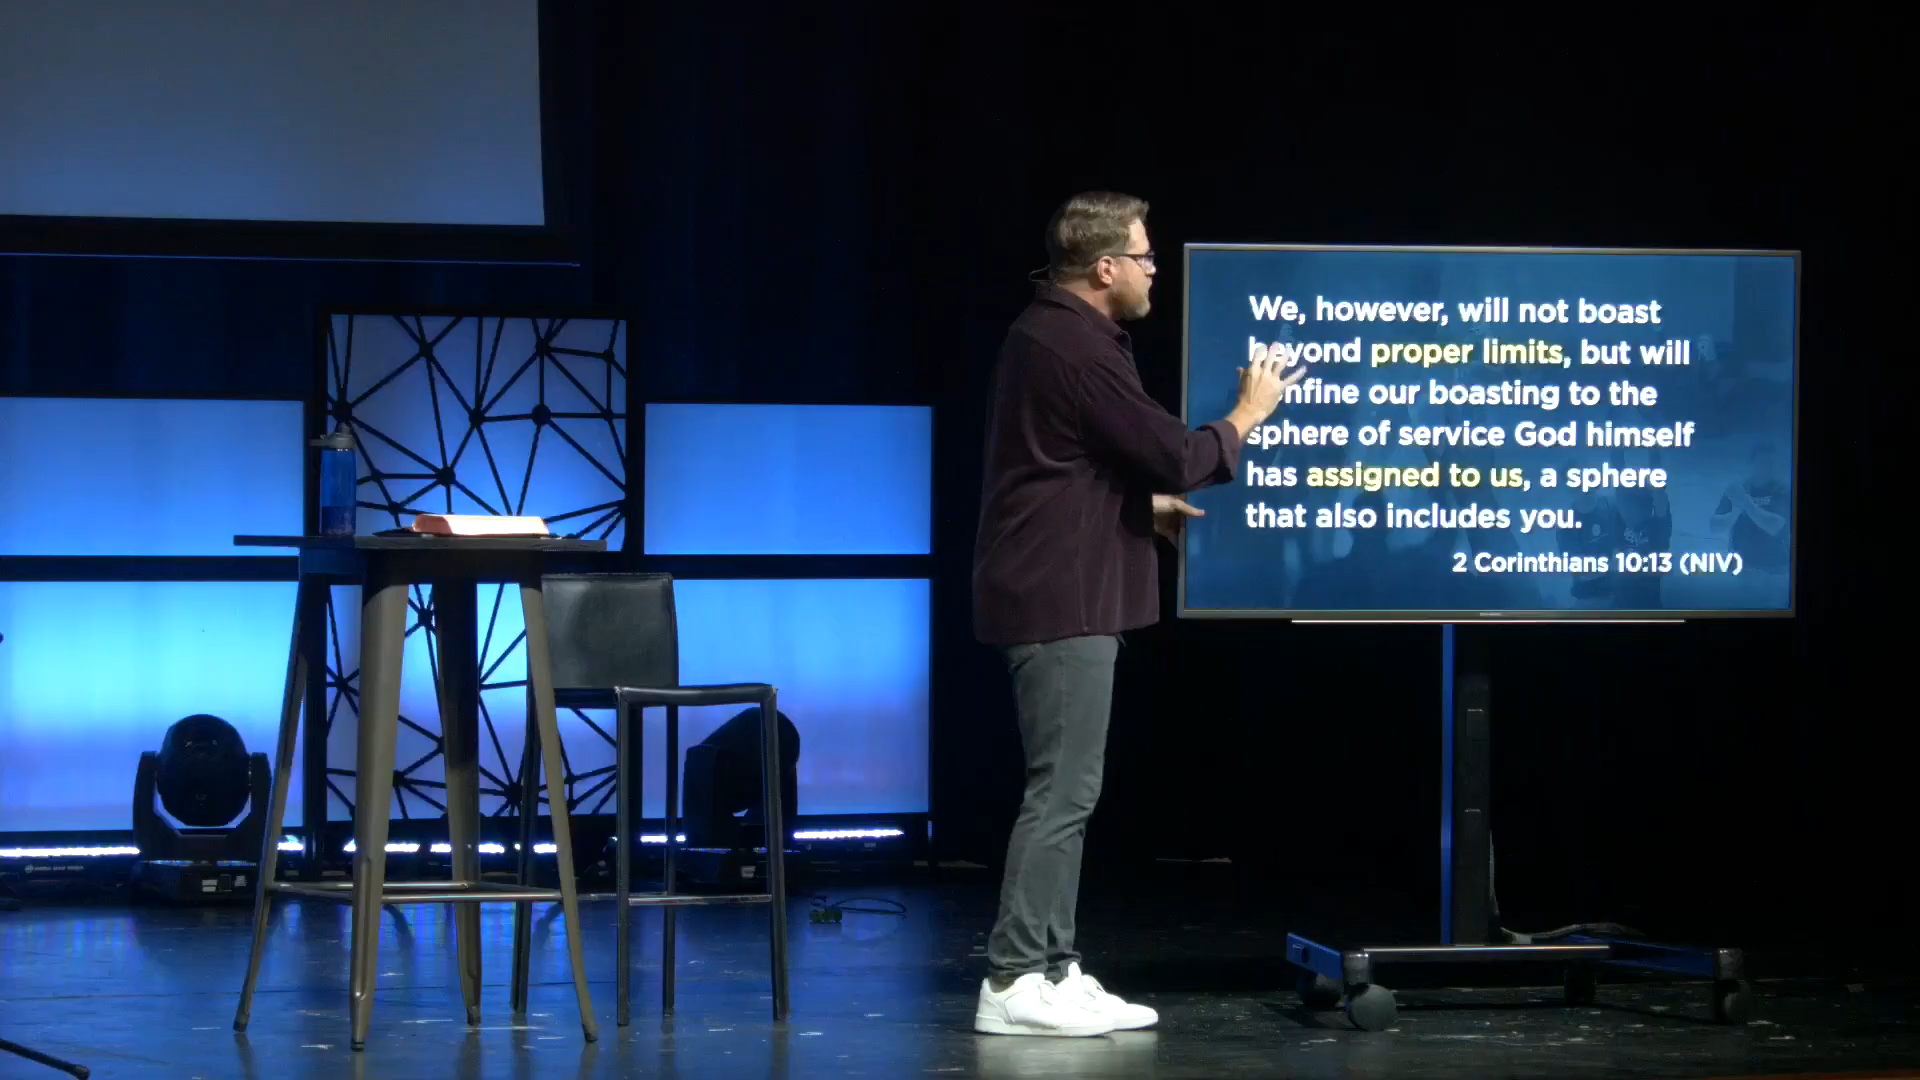 We, however, will not boast
beyond proper limits, but will
nfine our boasting to the
sphere of service God himself
has assigned to us, a sphere
that also includes you.
2 Corinthians 10:13 (NIV)